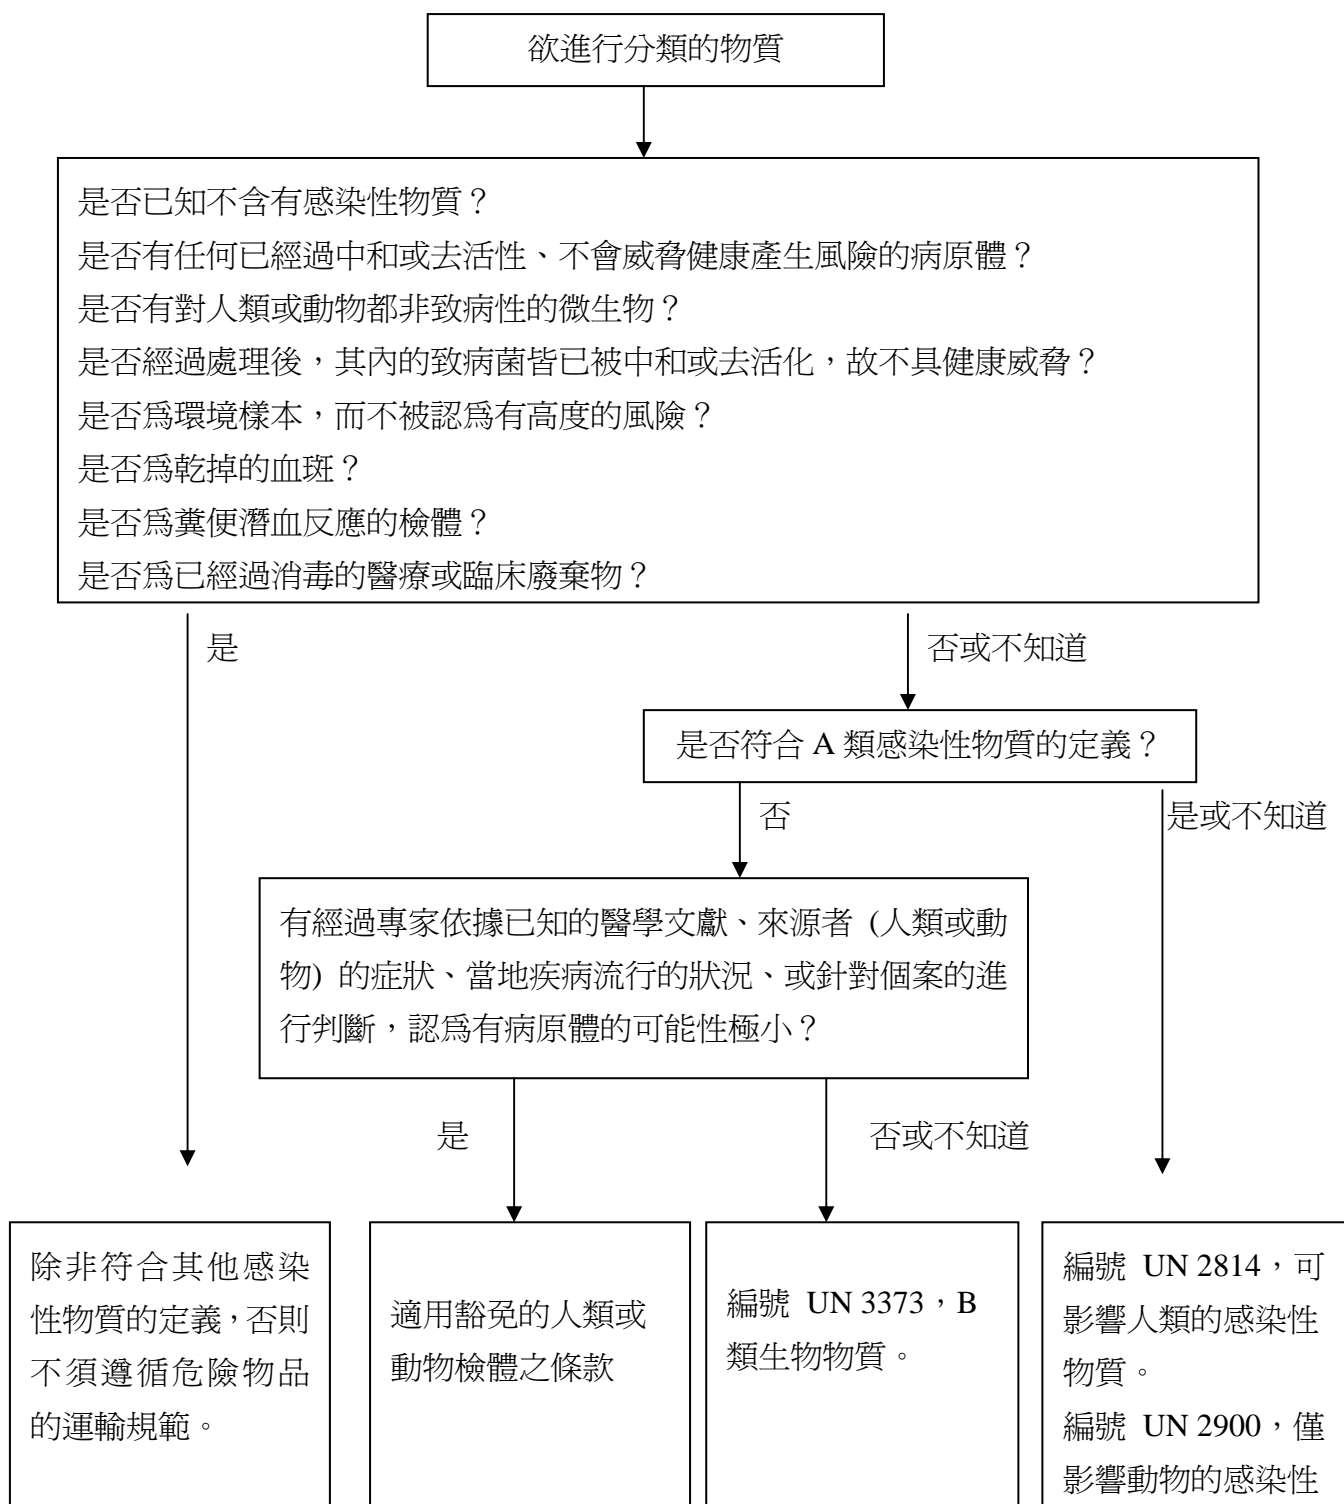 欲進行分類的物質
是否已知不含有感染性物質？
是否有任何已經過中和或去活性、不會威脅健康產生風險的病原體？
是否有對人類或動物都非致病性的微生物？
是否經過處理後，其內的致病菌皆已被中和或去活化，故不具健康威脅？
是否爲環境樣本，而不被認爲有高度的風險？
是否爲乾掉的血斑？
是否爲糞便潛血反應的檢體？
是否爲已經過消毒的醫療或臨床廢棄物？
是
否或不知道
是否符合 A 類感染性物質的定義？
否
是或不知道
有經過專家依據已知的醫學文獻、來源者 (人類或動
物) 的症狀、當地疾病流行的狀況、或針對個案的進
行判斷，認爲有病原體的可能性極小？
是
否或不知道
除非符合其他感染
性物質的定義，否則
不須遵循危險物品
的運輸規範。
適用豁免的人類或
動物檢體之條款
編號 UN 3373，B
類生物物質。
編號 UN 2814，可
影響人類的感染性
物質。
編號 UN 2900，僅
影響動物的感染性